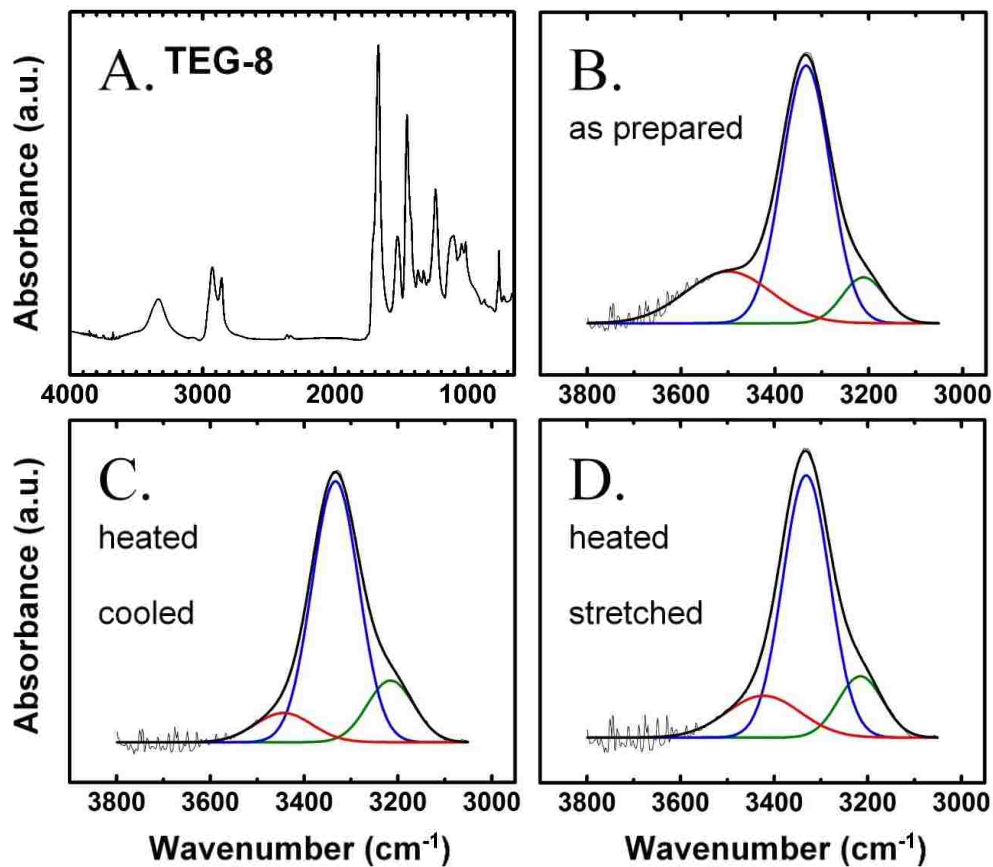 A. TEG-8
Absorbance (a.u.)
4000 3000 2000 1000
B.
as prepared
3800 3600 3400 3200 3000
C.
heated
cooled
Absorbance (a.u.)
3800 3600 3400 3200 3000
Wavenumber (cm⁻¹)
D.
heated
stretched
3800 3600 3400 3200 3000
Wavenumber (cm⁻¹)